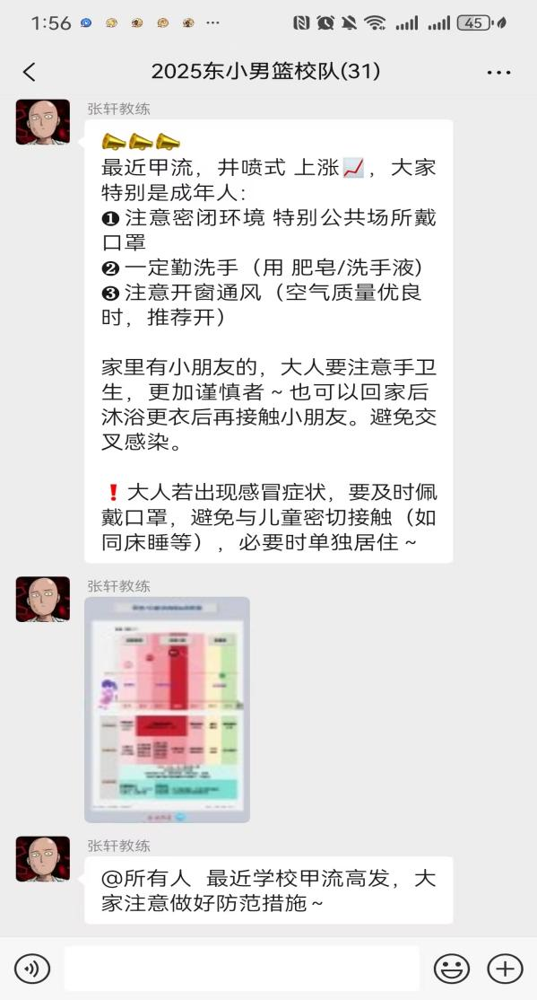 1:56
45
2025东小男篮校队(31)
张轩教练
最近甲流，井喷式 上涨，大家
特别是成年人：
❶注意密闭环境 特别公共场所戴
口罩
❷一定勤洗手（用 肥皂/洗手液）
❸注意开窗通风（空气质量优良
时，推荐开）
家里有小朋友的，大人要注意手卫
生，更加谨慎者～也可以回家后
沐浴更衣后再接触小朋友。避免交
叉感染。
❗大人若出现感冒症状，要及时佩
戴口罩，避免与儿童密切接触（如
同床睡等），必要时单独居住～
张轩教练
张轩教练
@所有人 最近学校甲流高发，大
家注意做好防范措施～